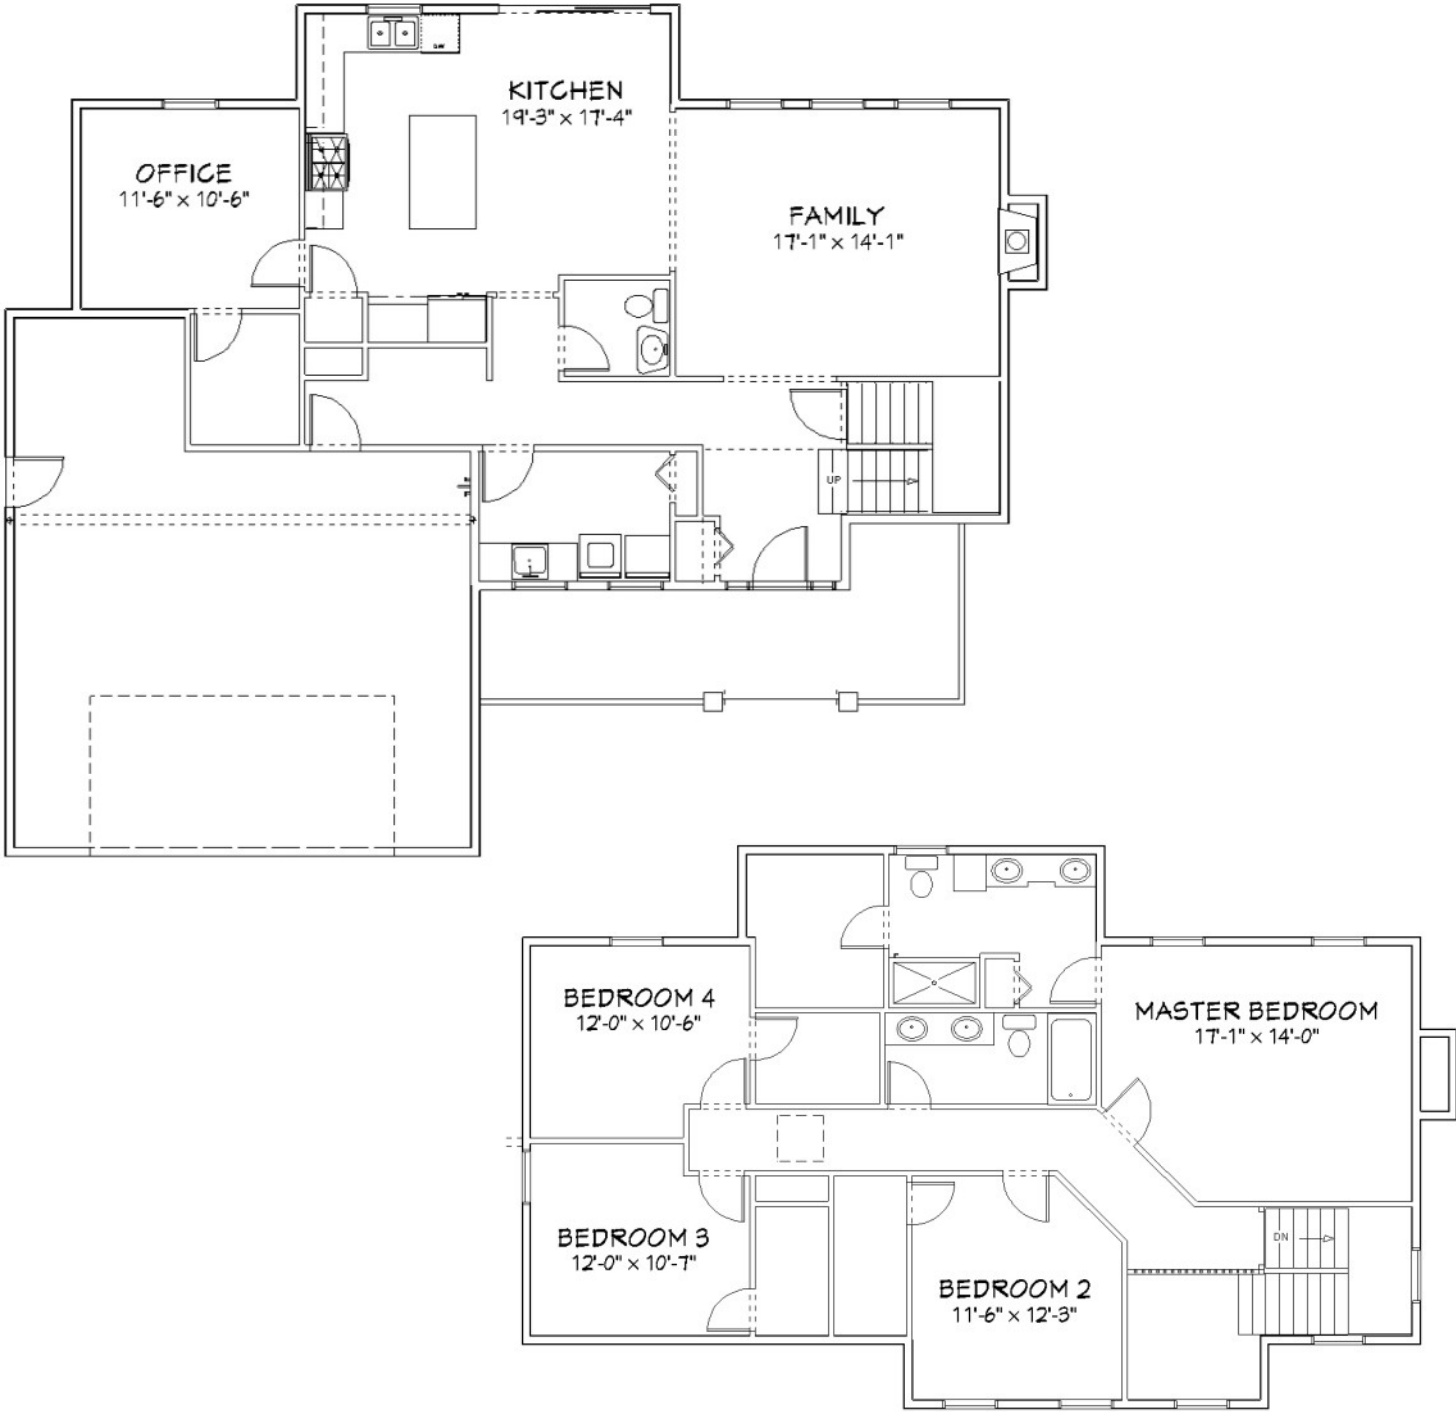 KITCHEN
19'-3" x 17'-4"
OFFICE
11'-6" x 10'-6"
FAMILY
17'-1" x 14'-1"
UP
BEDROOM 4
12'-0" x 10'-6"
MASTER BEDROOM
17'-1" x 14'-0"
BEDROOM 3
12'-0" x 10'-7"
DN
BEDROOM 2
11'-6" x 12'-3"